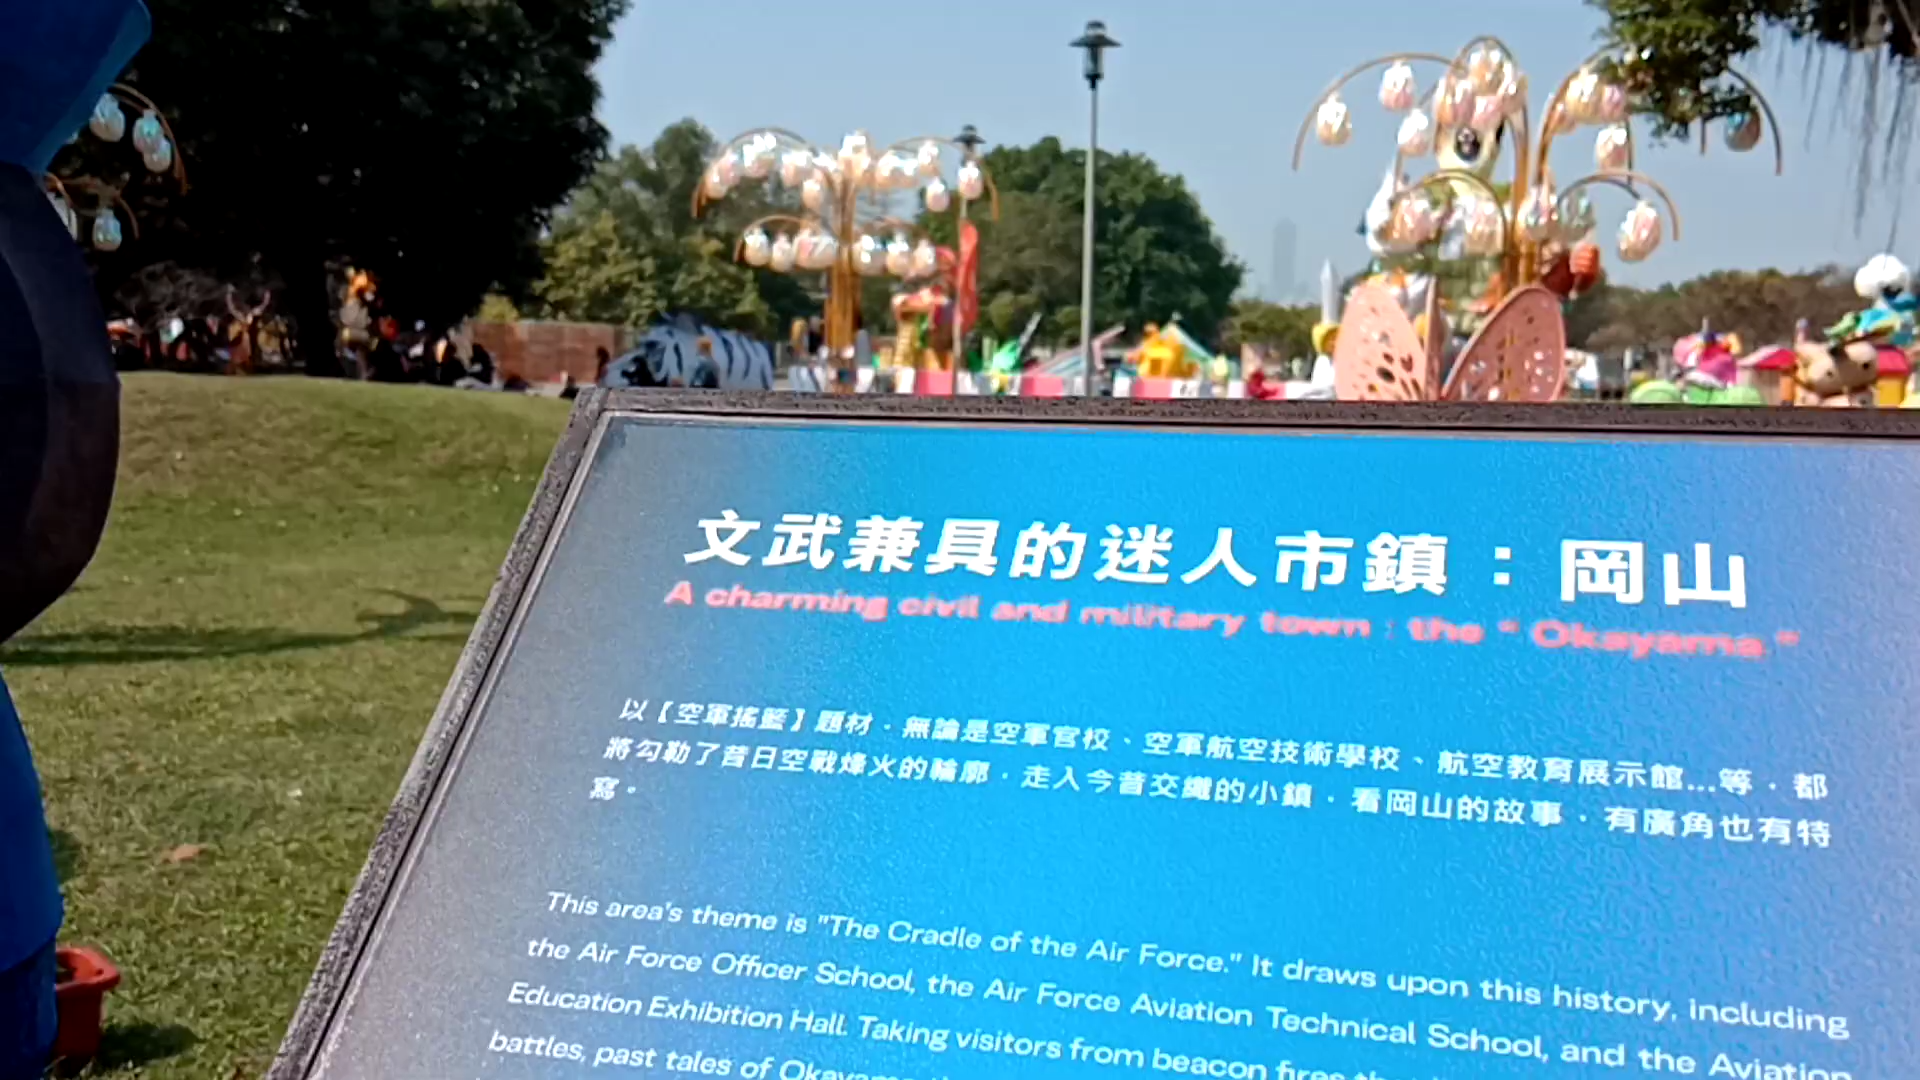 文武兼具的迷人市鎮：岡山
A charming civil and military town : the " Okayama "
以【空軍搖籃】題材，無論是空軍官校、空軍航空技術學校、航空教育展示館...等，都
將勾勒了昔日空戰烽火的輪廓，走入今昔交織的小鎮，看岡山的故事，有廣角也有特
寫。
This area's theme is "The Cradle of the Air Force." It draws upon this history, including
the Air Force Officer School, the Air Force Aviation Technical School, and the Aviation
Education Exhibition Hall. Taking visitors from beacon fires
battles, past tales of Okayama